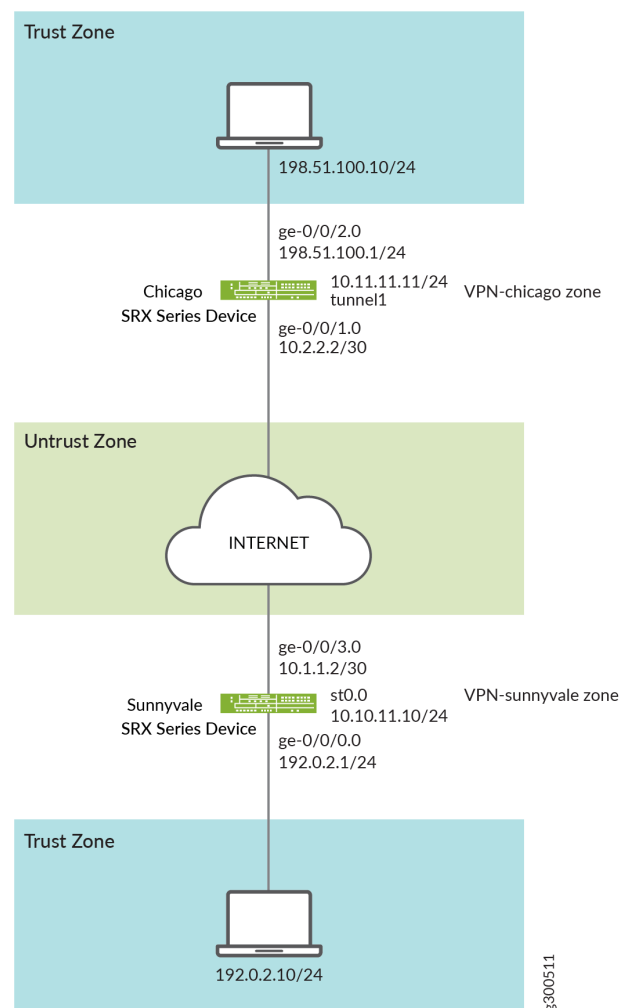 Trust Zone
198.51.100.10/24
ge-0/0/2.0
198.51.100.1/24
10.11.11.11/24
tunnel1
VPN-chicago zone
Chicago
SRX Series Device
ge-0/0/1.0
10.2.2.2/30
Untrust Zone
INTERNET
ge-0/0/3.0
10.1.1.2/30
st0.0
10.10.11.10/24
VPN-sunnyvale zone
Sunnyvale
SRX Series Device
ge-0/0/0.0
192.0.2.1/24
Trust Zone
192.0.2.10/24
g300511